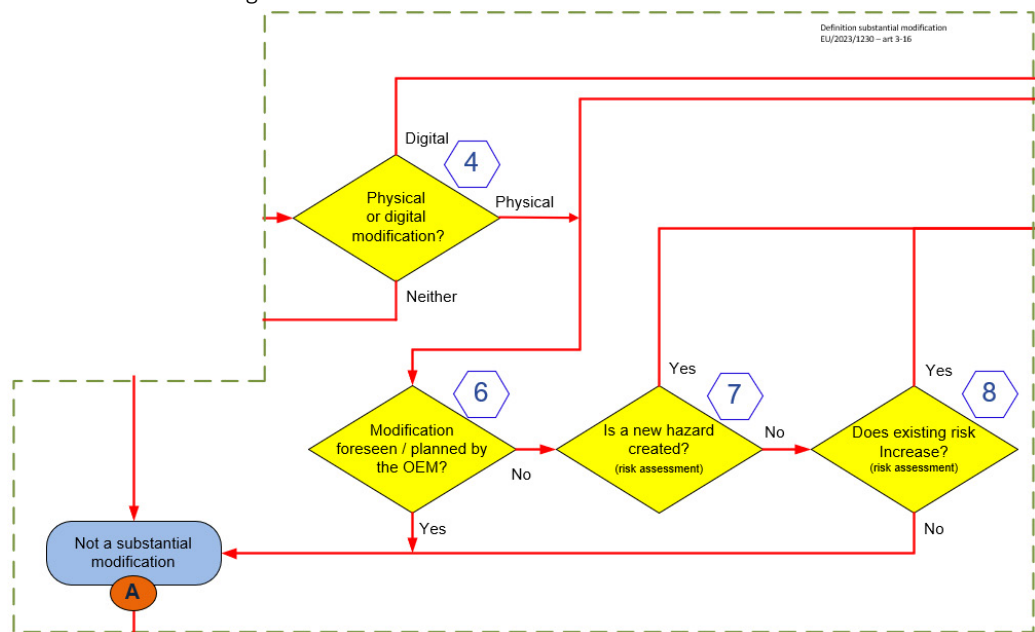 Definition substantial modification
EU/2023/1230 – art 3-16
Digital
4
Physical
or digital
modification?
Physical
Neither
6
Modification
foreseen / planned by
the OEM?
No
Yes
Yes
7
Is a new hazard
created?
(risk assessment)
No
Yes
8
Does existing risk
Increase?
(risk assessment)
No
Not a substantial
modification
A